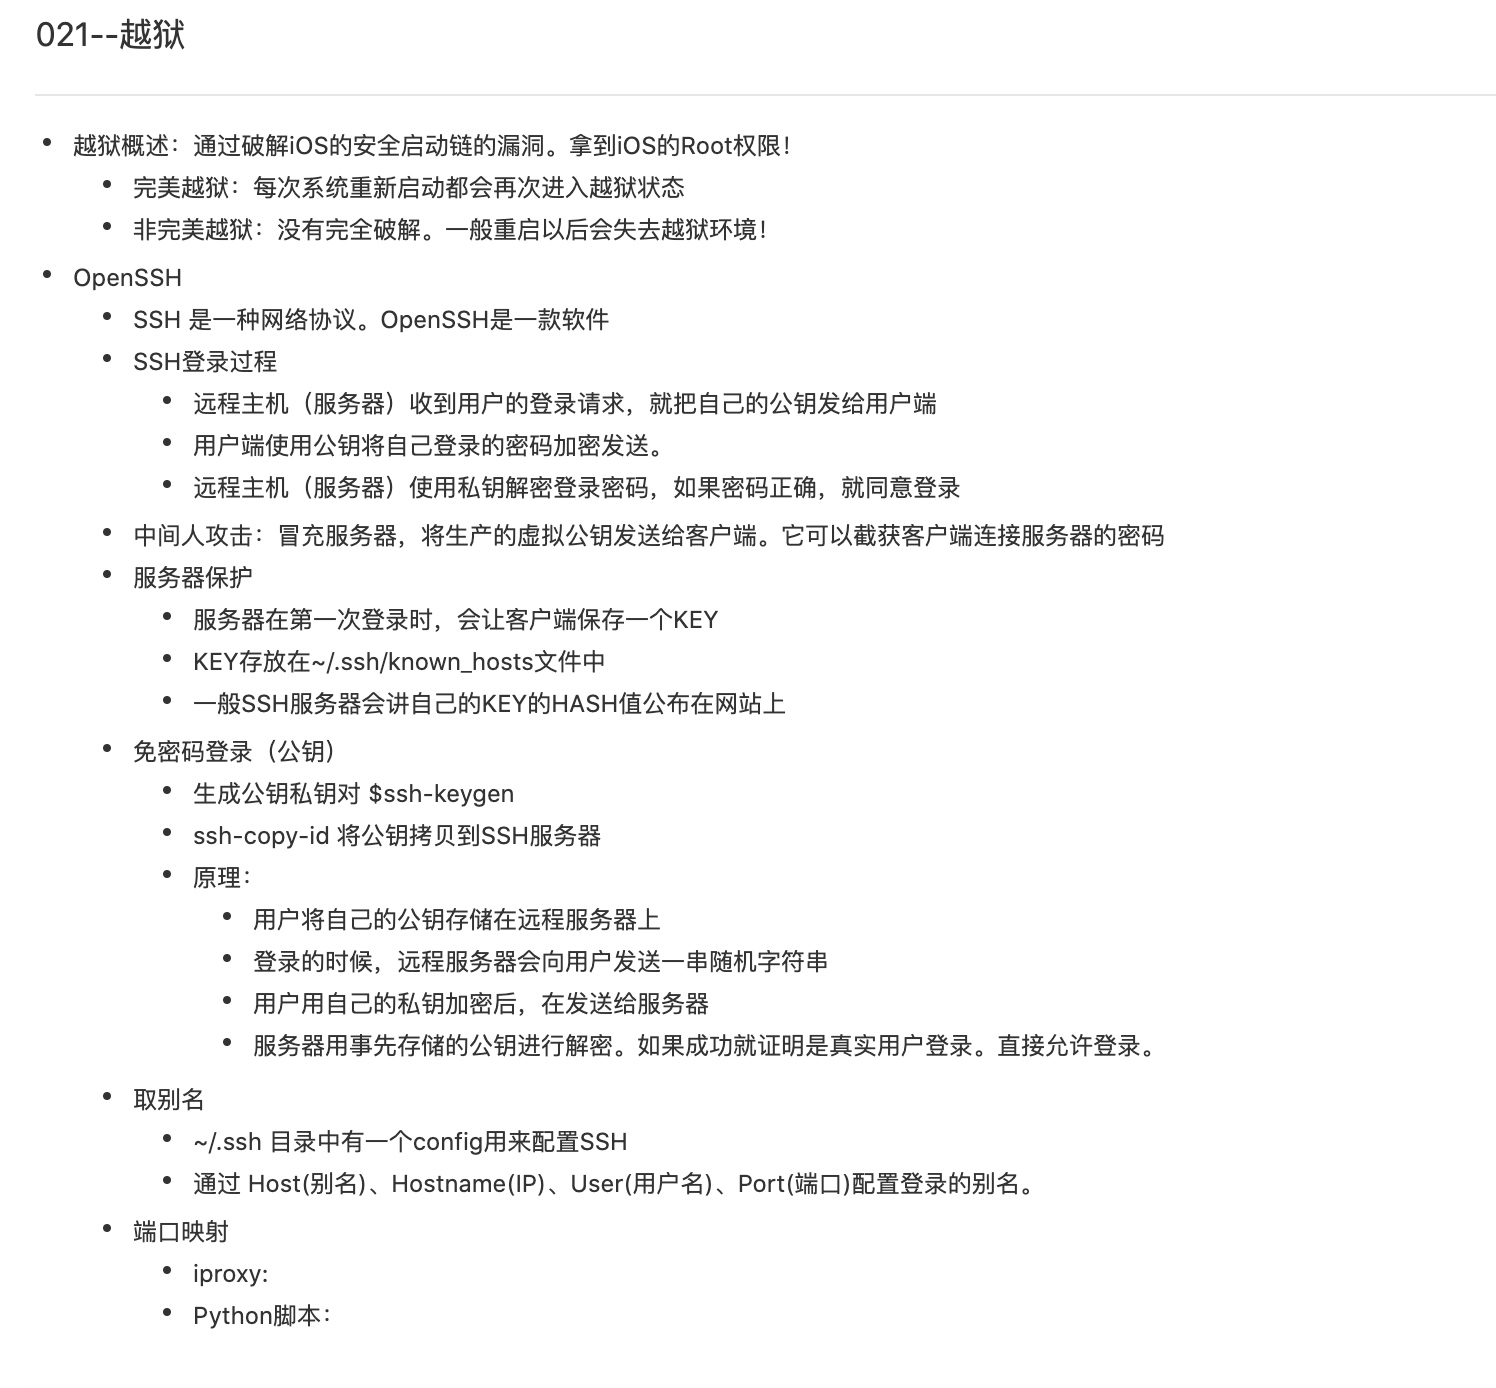 021--越狱
越狱概述：通过破解iOS的安全启动链的漏洞。拿到iOS的Root权限！
完美越狱：每次系统重新启动都会再次进入越狱状态
非完美越狱：没有完全破解。一般重启以后会失去越狱环境！
OpenSSH
SSH 是一种网络协议。OpenSSH是一款软件
SSH登录过程
远程主机（服务器）收到用户的登录请求，就把自己的公钥发给用户端
用户端使用公钥将自己登录的密码加密发送。
远程主机（服务器）使用私钥解密登录密码，如果密码正确，就同意登录
中间人攻击：冒充服务器，将生产的虚拟公钥发送给客户端。它可以截获客户端连接服务器的密码
服务器保护
服务器在第一次登录时，会让客户端保存一个KEY
KEY存放在~/.ssh/known_hosts文件中
一般SSH服务器会讲自己的KEY的HASH值公布在网站上
免密码登录（公钥）
生成公钥私钥对 $ssh-keygen
ssh-copy-id 将公钥拷贝到SSH服务器
原理：
用户将自己的公钥存储在远程服务器上
登录的时候，远程服务器会向用户发送一串随机字符串
用户用自己的私钥加密后，在发送给服务器
服务器用事先存储的公钥进行解密。如果成功就证明是真实用户登录。直接允许登录。
取别名
~/.ssh 目录中有一个config用来配置SSH
通过 Host(别名)、Hostname(IP)、User(用户名)、Port(端口)配置登录的别名。
端口映射
iproxy:
Python脚本：